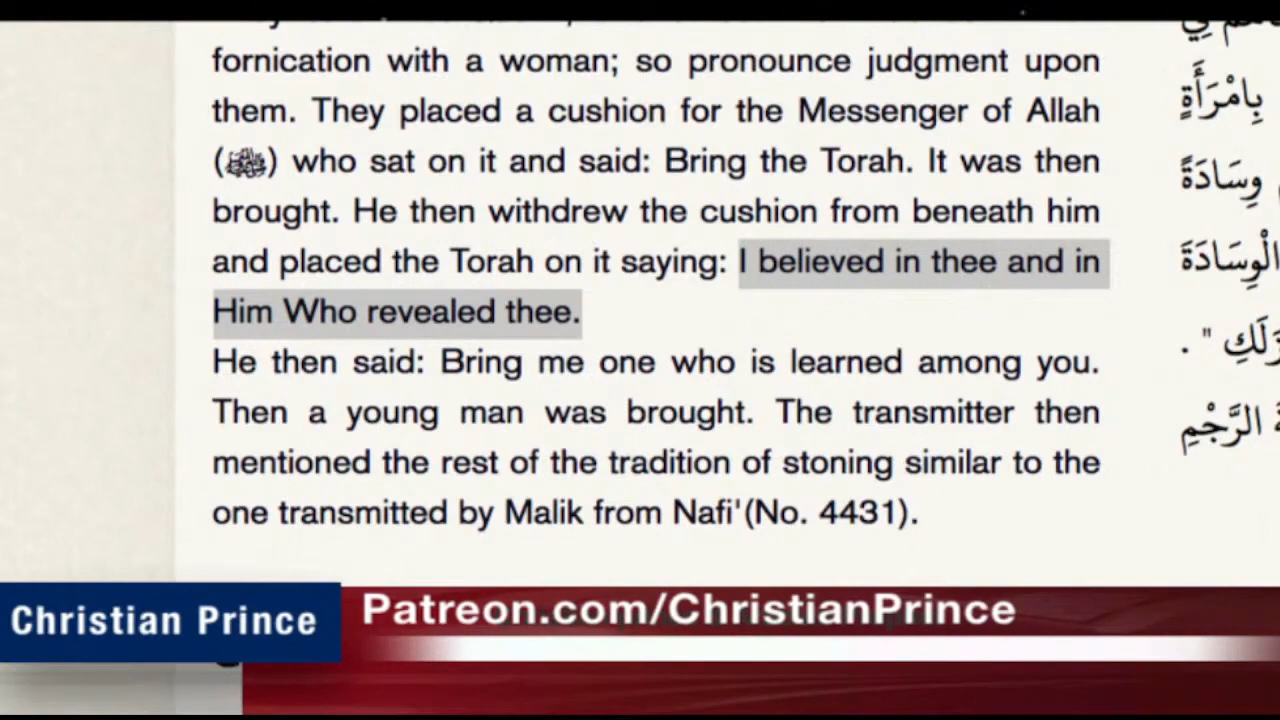 fornication with a woman; so pronounce judgment upon
them. They placed a cushion for the Messenger of Allah
(ﷺ) who sat on it and said: Bring the Torah. It was then
brought. He then withdrew the cushion from beneath him
and placed the Torah on it saying: I believed in thee and in
Him Who revealed thee.
He then said: Bring me one who is learned among you.
Then a young man was brought. The transmitter then
mentioned the rest of the tradition of stoning similar to the
one transmitted by Malik from Nafi'(No. 4431).
بِامْرَأَةٍ
وِسَادَةً
الْوِسَادَةَ
" .
الرَّجْمِ
Christian Prince
Patreon.com/ChristianPrince